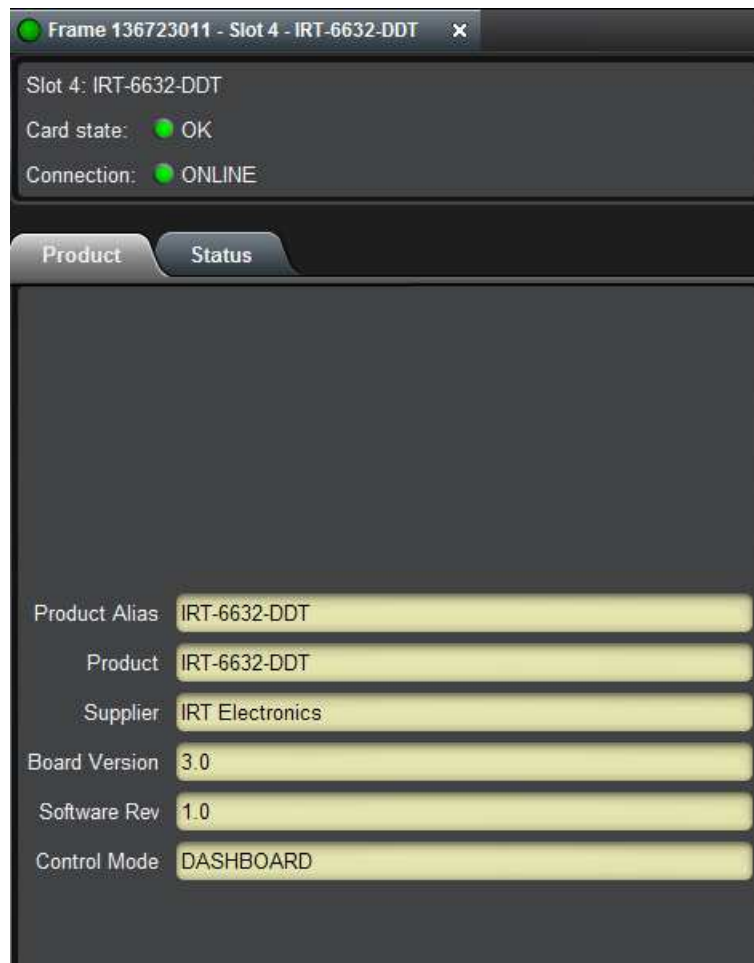 Frame 136723011 - Slot 4 - IRT-6632-DDT
Slot 4: IRT-6632-DDT
Card state: OK
Connection: ONLINE
Product Status
Product Alias IRT-6632-DDT
Product IRT-6632-DDT
Supplier IRT Electronics
Board Version 3.0
Software Rev 1.0
Control Mode DASHBOARD